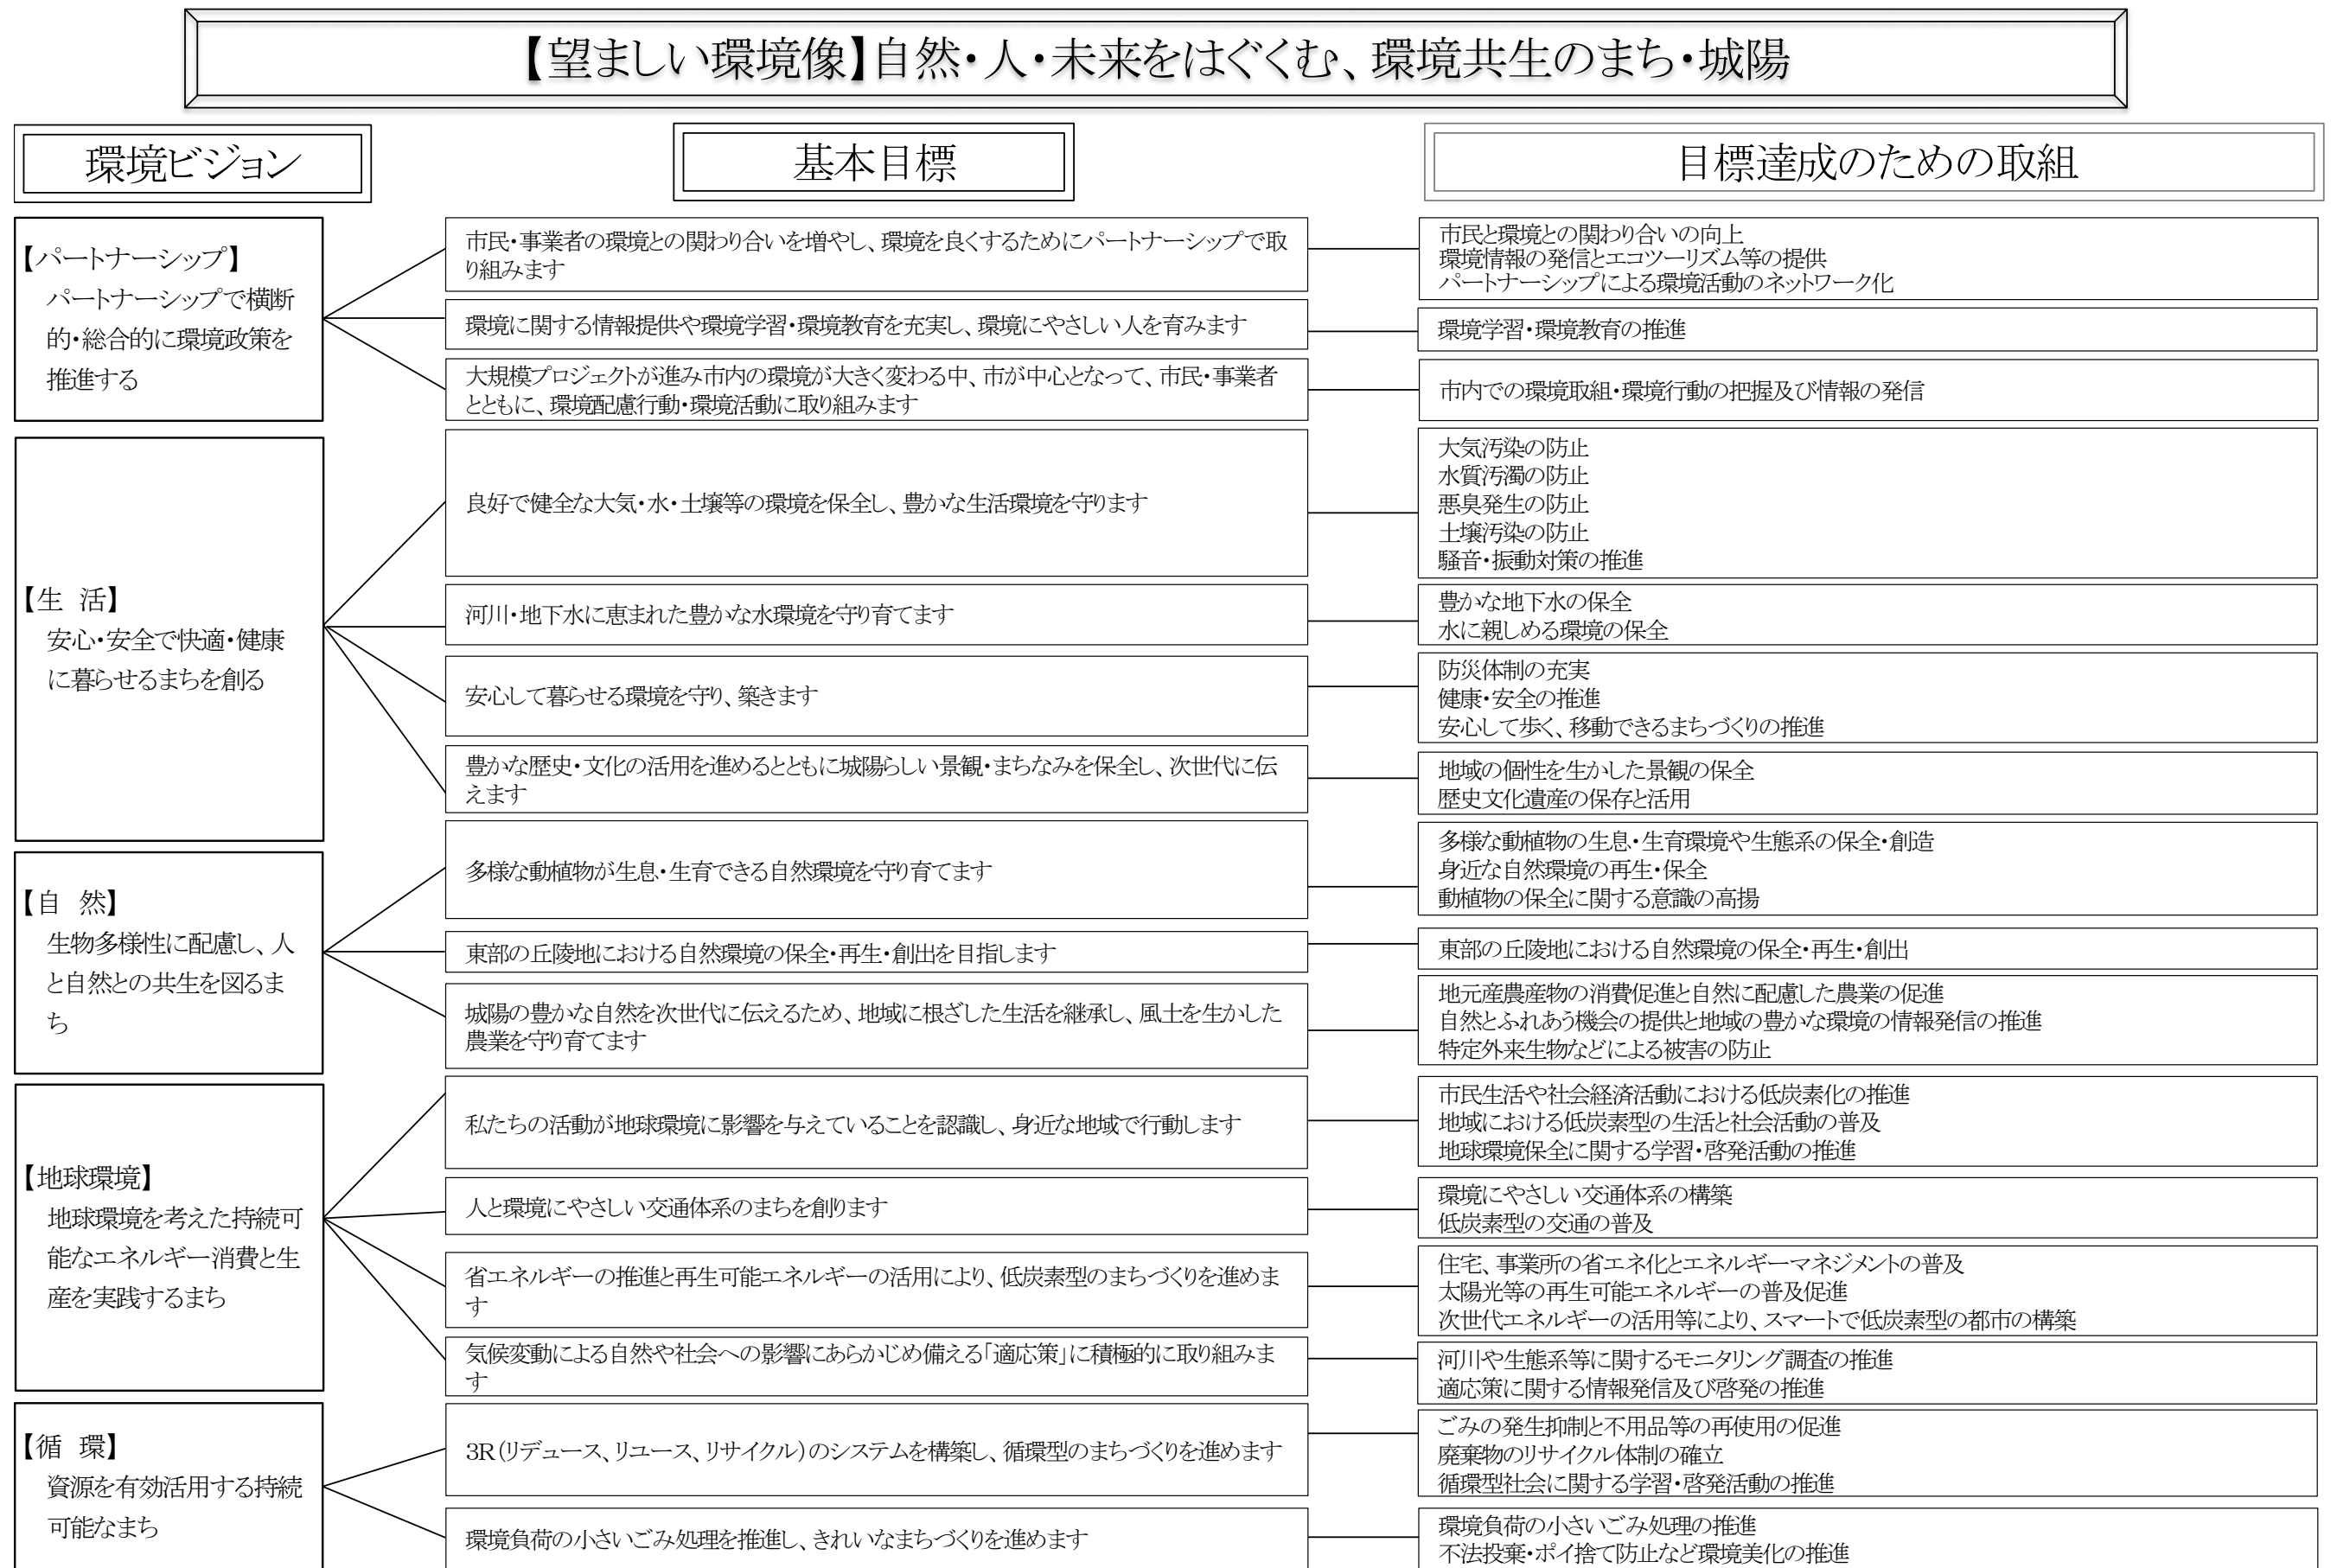 【望ましい環境像】自然・人・未来をはぐくむ、環境共生のまち・城陽
環境ビジョン
基本目標
目標達成のための取組
【パートナーシップ】
パートナーシップで横断
的・総合的に環境政策を
推進する
市民・事業者の環境との関わり合いを増やし、環境を良くするためにパートナーシップで取
り組みます
市民と環境との関わり合いの向上
環境情報の発信とエコツーリズム等の提供
パートナーシップによる環境活動のネットワーク化
環境に関する情報提供や環境学習・環境教育を充実し、環境にやさしい人を育みます
環境学習・環境教育の推進
大規模プロジェクトが進み市内の環境が大きく変わる中、市が中心となって、市民・事業者
とともに、環境配慮行動・環境活動に取り組みます
市内での環境取組・環境行動の把握及び情報の発信
【生 活】
安心・安全で快適・健康
に暮らせるまちを創る
良好で健全な大気・水・土壌等の環境を保全し、豊かな生活環境を守ります
大気汚染の防止
水質汚濁の防止
悪臭発生の防止
土壌汚染の防止
騒音・振動対策の推進
河川・地下水に恵まれた豊かな水環境を守り育てます
豊かな地下水の保全
水に親しめる環境の保全
安心して暮らせる環境を守り、築きます
防災体制の充実
健康・安全の推進
安心して歩く、移動できるまちづくりの推進
豊かな歴史・文化の活用を進めるとともに城陽らしい景観・まちなみを保全し、次世代に伝
えます
地域の個性を生かした景観の保全
歴史文化遺産の保存と活用
【自 然】
生物多様性に配慮し、人
と自然との共生を図るま
ち
多様な動植物が生息・生育できる自然環境を守り育てます
多様な動植物の生息・生育環境や生態系の保全・創造
身近な自然環境の再生・保全
動植物の保全に関する意識の高揚
東部の丘陵地における自然環境の保全・再生・創出を目指します
東部の丘陵地における自然環境の保全・再生・創出
城陽の豊かな自然を次世代に伝えるため、地域に根ざした生活を継承し、風土を生かした
農業を守り育てます
地元産農産物の消費促進と自然に配慮した農業の促進
自然とふれあう機会の提供と地域の豊かな環境の情報発信の推進
特定外来生物などによる被害の防止
【地球環境】
地球環境を考えた持続可
能なエネルギー消費と生
産を実践するまち
私たちの活動が地球環境に影響を与えていることを認識し、身近な地域で行動します
市民生活や社会経済活動における低炭素化の推進
地域における低炭素型の生活と社会活動の普及
地球環境保全に関する学習・啓発活動の推進
人と環境にやさしい交通体系のまちを創ります
環境にやさしい交通体系の構築
低炭素型の交通の普及
省エネルギーの推進と再生可能エネルギーの活用により、低炭素型のまちづくりを進めま
す
住宅、事業所の省エネ化とエネルギーマネジメントの普及
太陽光等の再生可能エネルギーの普及促進
次世代エネルギーの活用等により、スマートで低炭素型の都市の構築
気候変動による自然や社会への影響にあらかじめ備える「適応策」に積極的に取り組みま
す
河川や生態系等に関するモニタリング調査の推進
適応策に関する情報発信及び啓発の推進
【循 環】
資源を有効活用する持続
可能なまち
3R（リデュース、リユース、リサイクル）のシステムを構築し、循環型のまちづくりを進めます
ごみの発生抑制と不用品等の再使用の促進
廃棄物のリサイクル体制の確立
循環型社会に関する学習・啓発活動の推進
環境負荷の小さいごみ処理を推進し、きれいなまちづくりを進めます
環境負荷の小さいごみ処理の推進
不法投棄・ポイ捨て防止など環境美化の推進